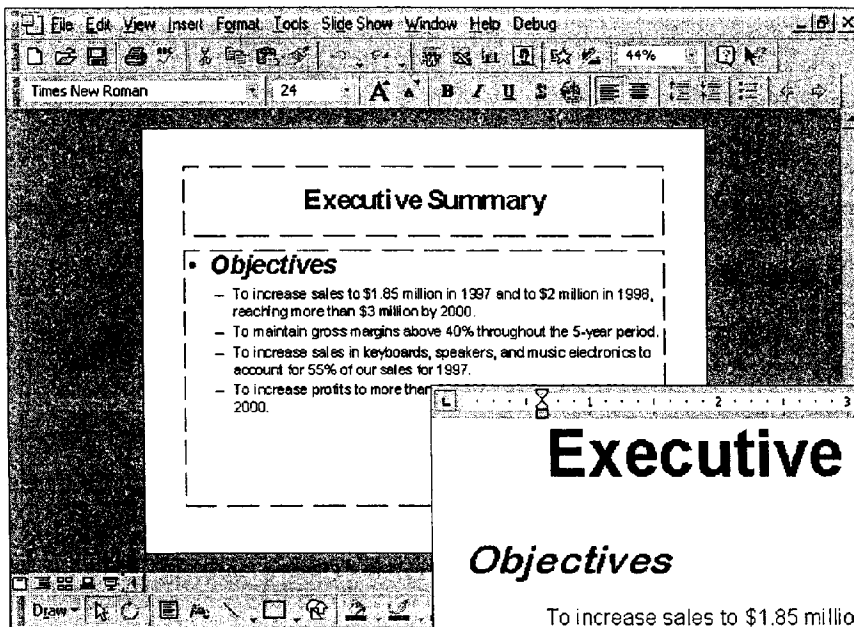 File Edit View Insert Format Tools Slide Show Window Help Debug
44%
Times New Roman 24 A A B I U S
Executive Summary
• Objectives
– To increase sales to $1.85 million in 1997 and to $2 million in 1998,
reaching more than $3 million by 2000.
– To maintain gross margins above 40% throughout the 5-year period.
– To increase sales in keyboards, speakers, and music electronics to
account for 55% of our sales for 1997.
– To increase profits to more than
2000.
L 1 2 3
Executive
Objectives
To increase sales to $1.85 millio
Draw